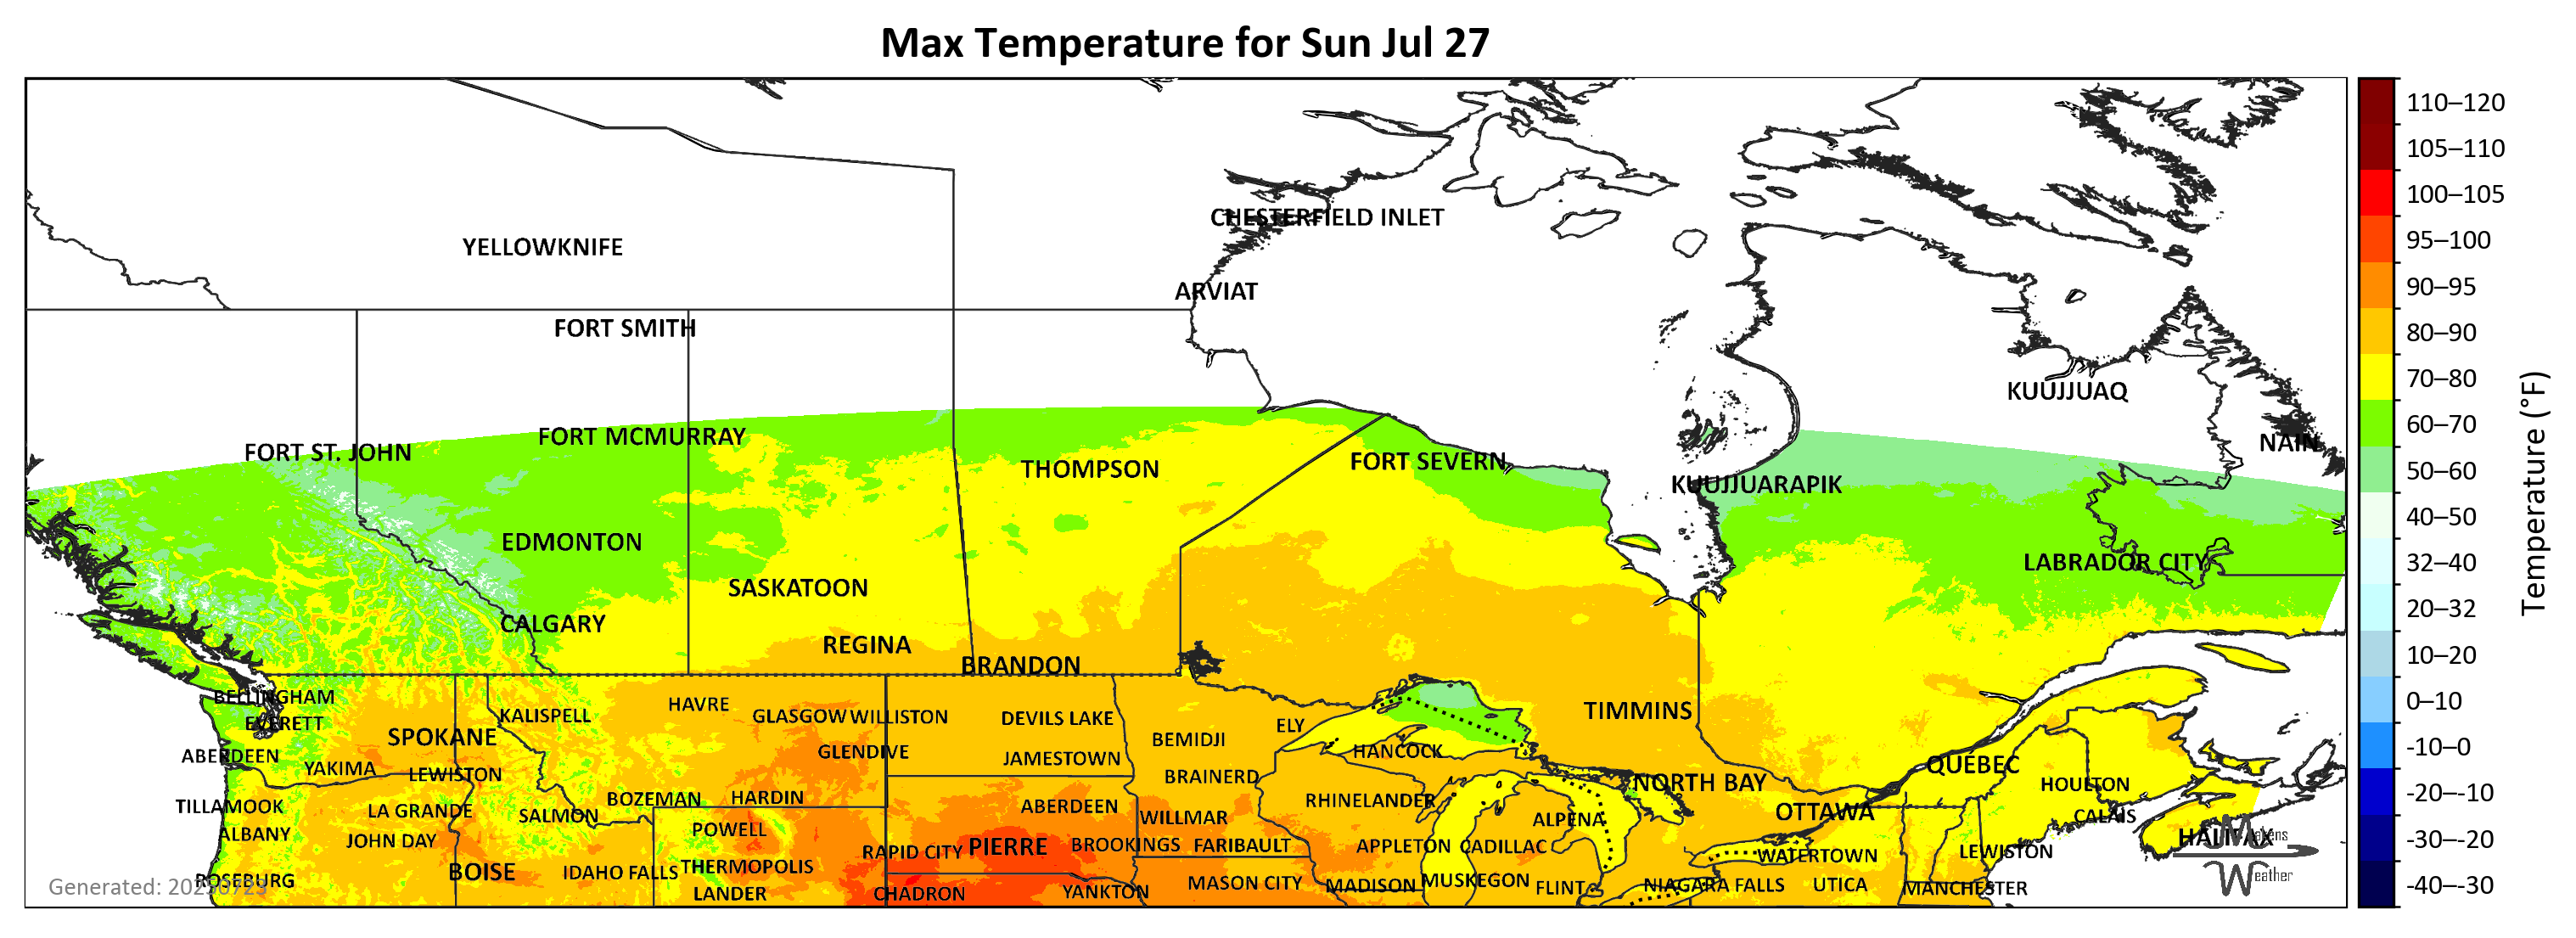 Max Temperature for Sun Jul 27
CHESTERFIELD INLET
YELLOWKNIFE
ARVIAT
FORT SMITH
KUUJJUAQ
FORT MCMURRAY
FORT ST. JOHN
NAIN
THOMPSON
FORT SEVERN
KUUJJUARAPIK
EDMONTON
LABRADOR CITY
SASKATOON
CALGARY
REGINA
BRANDON
BELLINGHAM
HAVRE
KALISPELL
GLASGOW
WILLISTON
DEVILS LAKE
TIMMINS
EVERETT
ELY
SPOKANE
BEMIDJI
GLENDIVE
HANCOCK
ABERDEEN
JAMESTOWN
QUÉBEC
YAKIMA
LEWISTON
BRAINERD
NORTH BAY
HOULTON
BOZEMAN
HARDIN
RHINELANDER
TILLAMOOK
LA GRANDE
ABERDEEN
SALMON
WILLMAR
OTTAWA
CALAIS
ALPENA
POWELL
ALBANY
JOHN DAY
HALIFAX
Makens
Weather
PIERRE
BROOKINGS
FARIBAULT
APPLETON
CADILLAC
RAPID CITY
LEWISTON
WATERTOWN
THERMOPOLIS
BOISE
IDAHO FALLS
ROSEBURG
MUSKEGON
MASON CITY
MADISON
FLINT
NIAGARA FALLS
UTICA
MANCHESTER
LANDER
CHADRON
YANKTON
Generated: 20250723
110–120
105–110
100–105
95–100
90–95
80–90
70–80
60–70
50–60
40–50
32–40
20–32
10–20
0–10
-10–0
-20–-10
-30–-20
-40–-30
Temperature (°F)